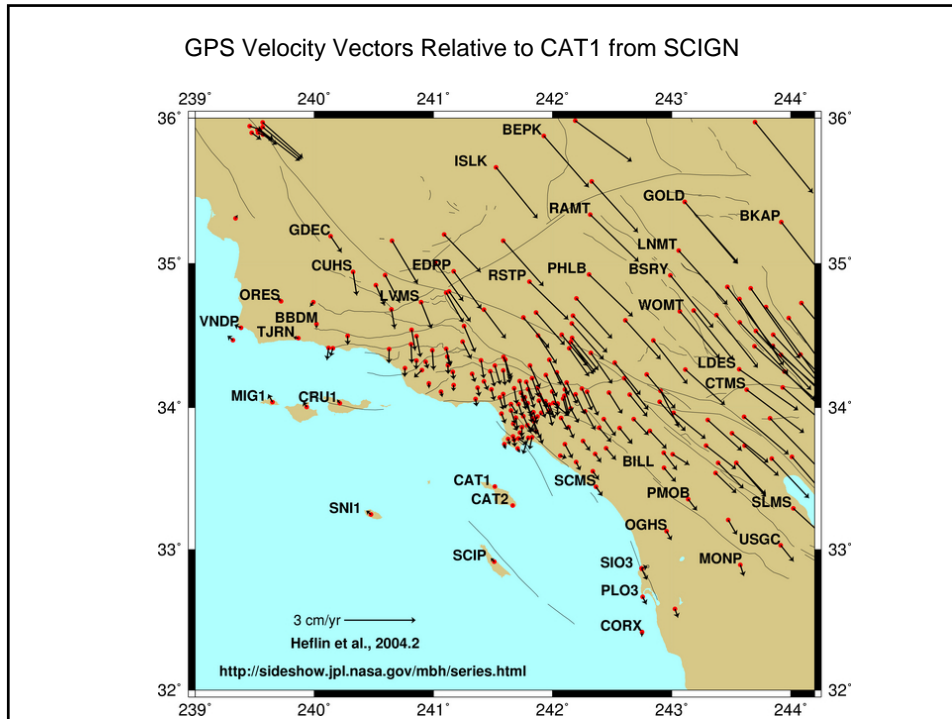 GPS Velocity Vectors Relative to CAT1 from SCIGN
239˚ 240˚ 241˚ 242˚ 243˚ 244˚
36˚ 36˚
BEPK
ISLK
GOLD
RAMT
BKAP
GDEC
LNMT
35˚ 35˚
CUHS EDPP RSTP PHLB BSRY
ORES LVMS WOMT
VNDP BBDM
TJRN
LDES
CTMS
34˚ 34˚
MIG1 CRU1
BILL
CAT1 SCMS
CAT2 PMOB
SNI1 SLMS
OGHS
33˚ USGC 33˚
SCIP SIO3 MONP
PLO3
3 cm/yr CORX
Heflin et al., 2004.2
http://sideshow.jpl.nasa.gov/mbh/series.html
32˚ 32˚
239˚ 240˚ 241˚ 242˚ 243˚ 244˚